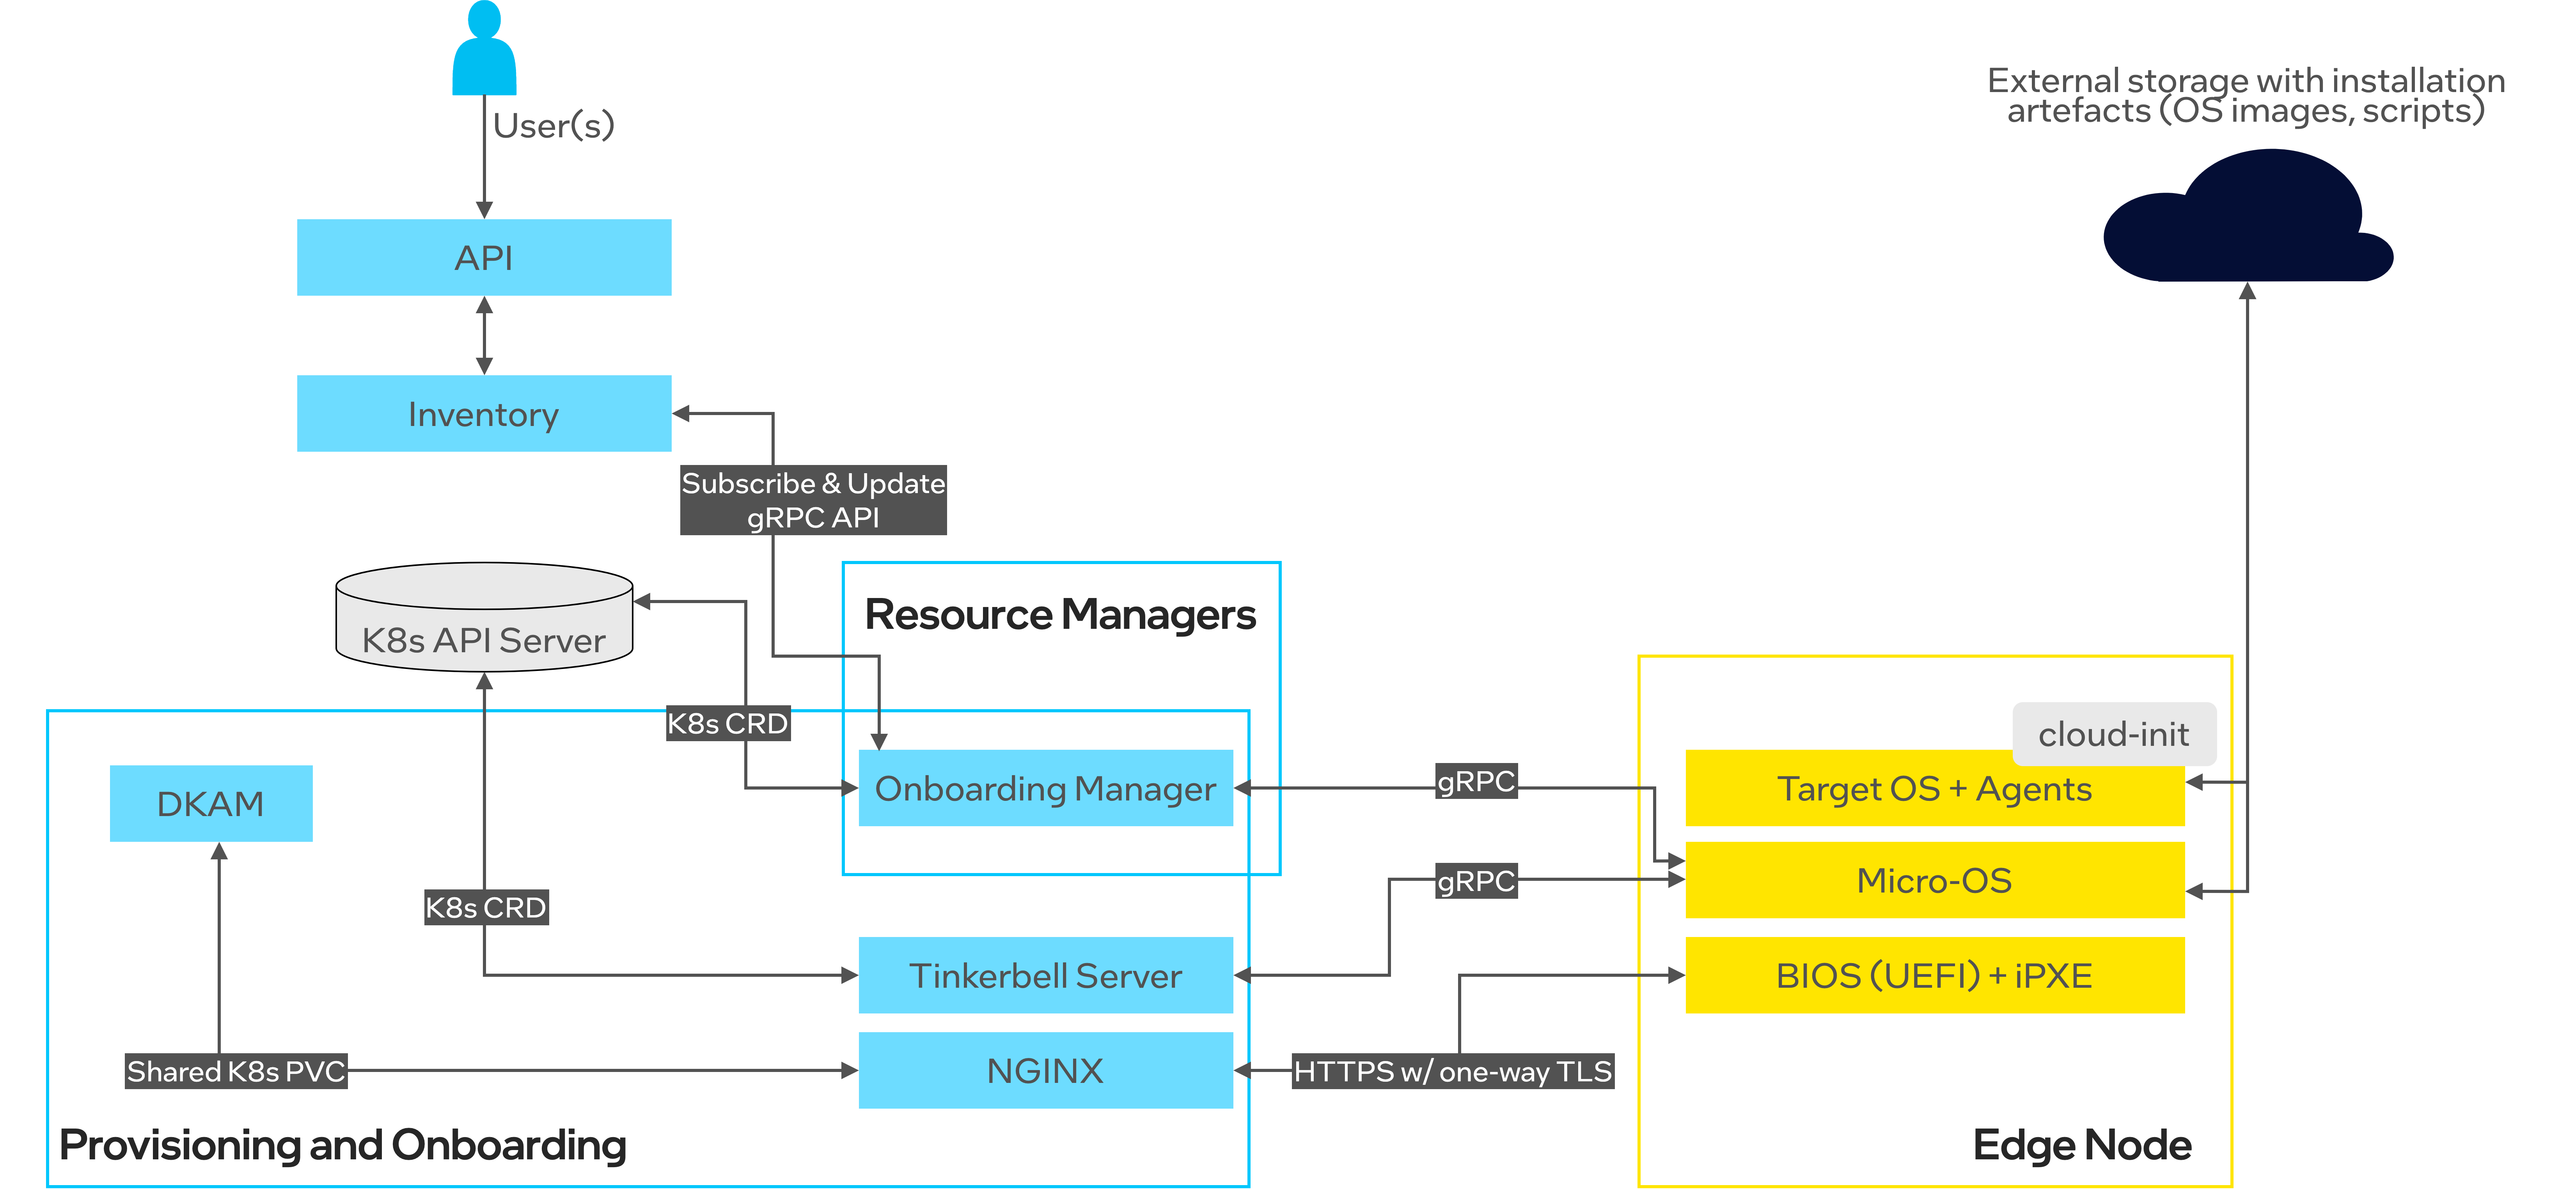 External storage with installation
artefacts (OS images, scripts)
User(s)
API
Inventory
Subscribe & Update
gRPC API
K8s API Server
Resource Managers
K8s CRD
cloud-init
Onboarding Manager
gRPC
Target OS + Agents
DKAM
gRPC
Micro-OS
K8s CRD
Tinkerbell Server
BIOS (UEFI) + iPXE
Shared K8s PVC
NGINX
HTTPS w/ one-way TLS
Provisioning and Onboarding
Edge Node